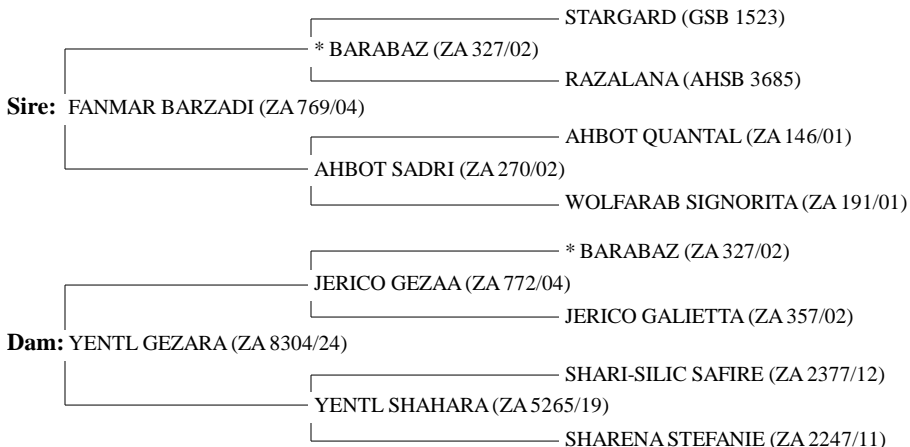 STARGARD (GSB 1523)
* BARABAZ (ZA 327/02)
RAZALANA (AHSB 3685)
Sire: FANMAR BARZADI (ZA 769/04)
AHBOT QUANTAL (ZA 146/01)
AHBOT SADRI (ZA 270/02)
WOLFARAB SIGNORITA (ZA 191/01)
* BARABAZ (ZA 327/02)
JERICO GEZAA (ZA 772/04)
JERICO GALIETTA (ZA 357/02)
Dam: YENTL GEZARA (ZA 8304/24)
SHARI-SILIC SAFIRE (ZA 2377/12)
YENTL SHAHARA (ZA 5265/19)
SHARENA STEFANIE (ZA 2247/11)